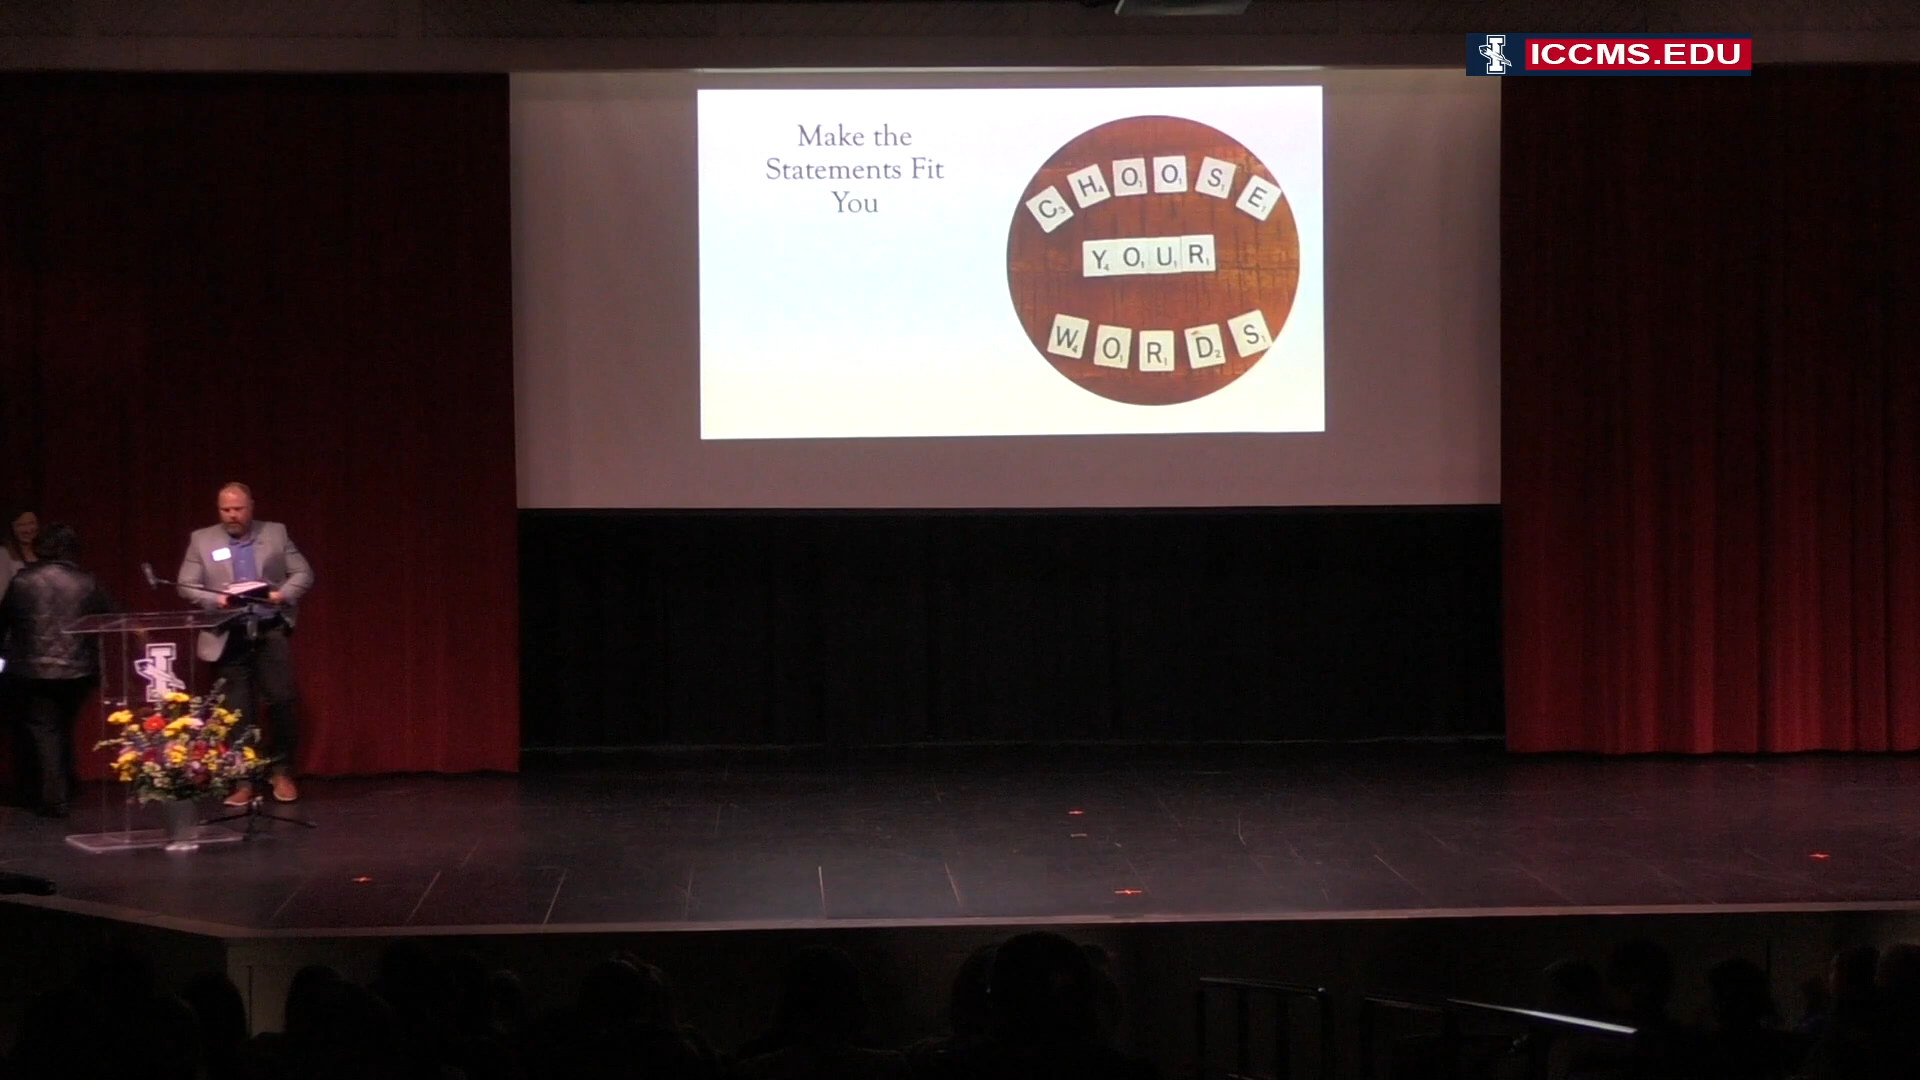 ICCMS.EDU
Make the
Statements Fit
You
CHOOSE
YOUR
WORDS